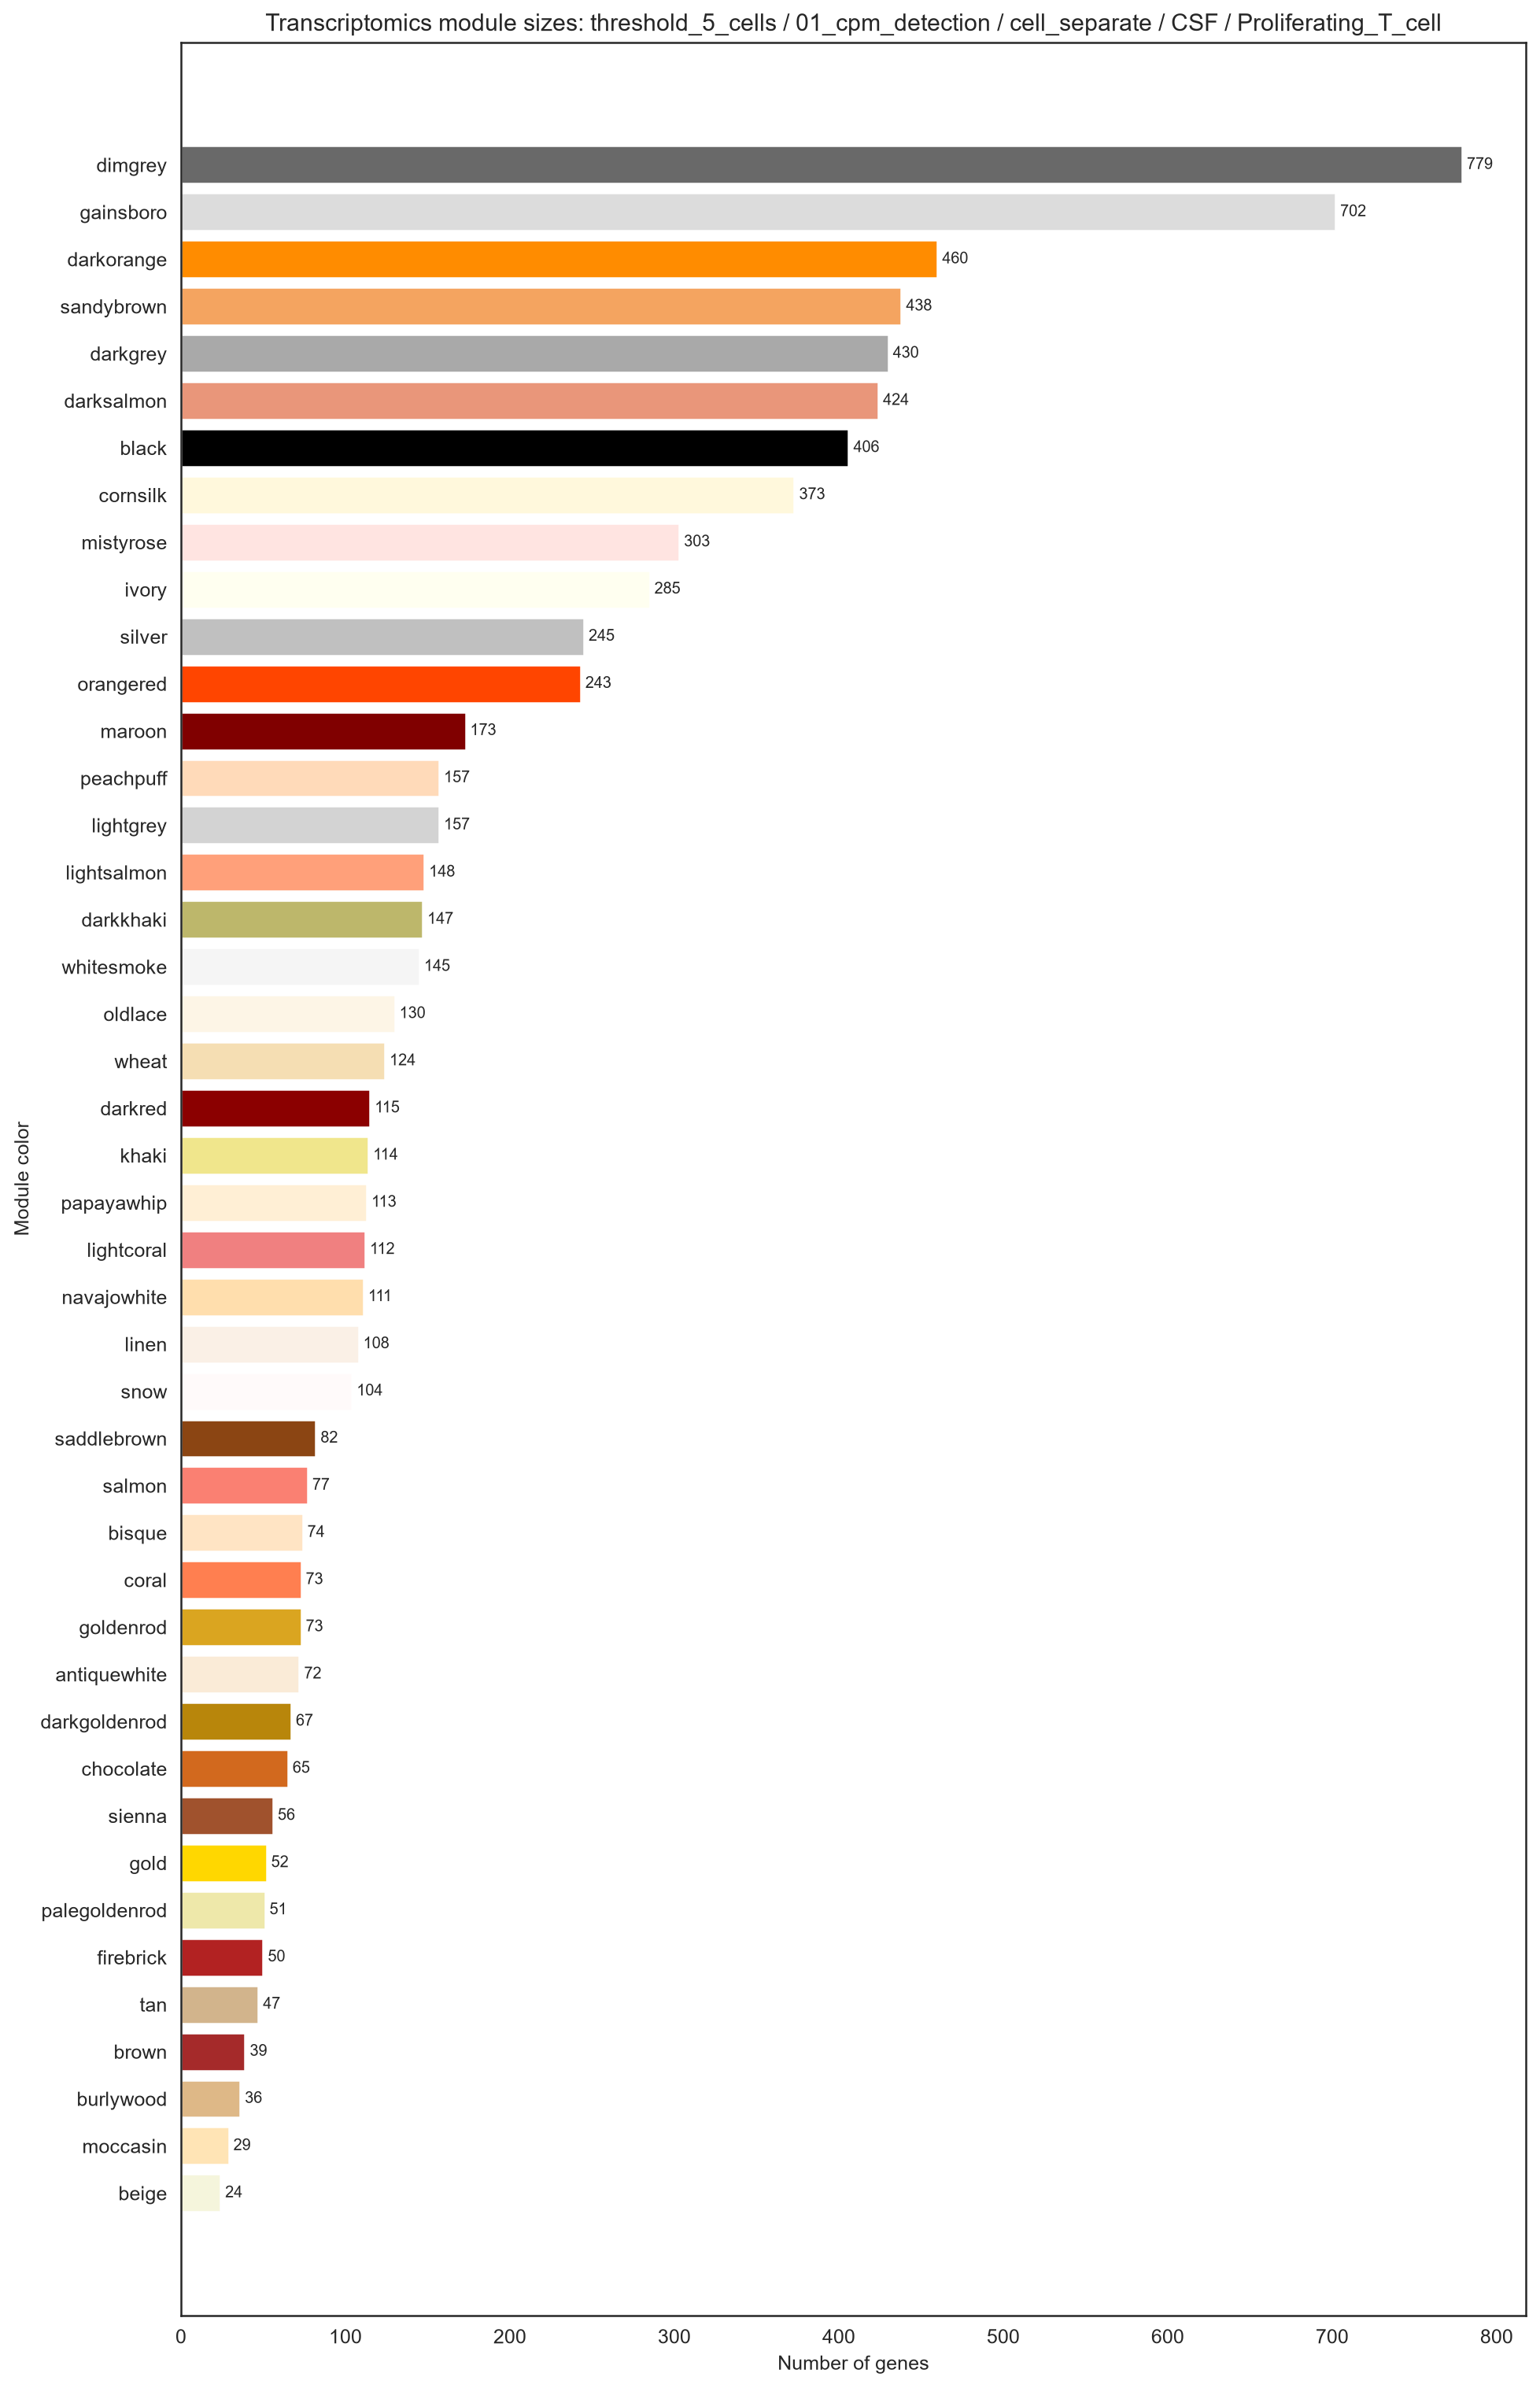 Transcriptomics module sizes: threshold_5_cells / 01_cpm_detection / cell_separate / CSF / Proliferating_T_cell
dimgrey 779
gainsboro 702
darkorange 460
sandybrown 438
darkgrey 430
darksalmon 424
black 406
cornsilk 373
mistyrose 303
ivory 285
silver 245
orangered 243
maroon 173
peachpuff 157
lightgrey 157
lightsalmon 148
darkkhaki 147
whitesmoke 145
oldlace 130
wheat 124
darkred 115
khaki 114
papayawhip 113
lightcoral 112
navajowhite 111
linen 108
snow 104
saddlebrown 82
salmon 77
bisque 74
coral 73
goldenrod 73
antiquewhite 72
darkgoldenrod 67
chocolate 65
sienna 56
gold 52
palegoldenrod 51
firebrick 50
tan 47
brown 39
burlywood 36
moccasin 29
beige 24
Module color
0 100 200 300 400 500 600 700 800
Number of genes